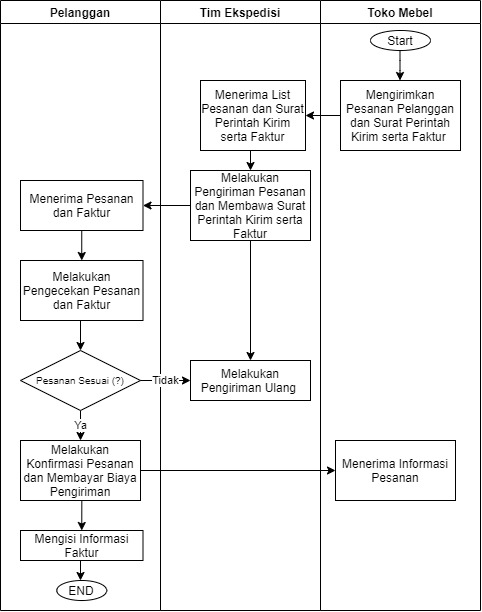 Pelanggan
Tim Ekspedisi
Toko Mebel
Start
Mengirimkan
Pesanan Pelanggan
dan Surat Perintah
Kirim serta Faktur
Menerima List
Pesanan dan Surat
Perintah Kirim
serta Faktur
Melakukan
Pengiriman Pesanan
dan Membawa Surat
Perintah Kirim serta
Faktur
Menerima Pesanan
dan Faktur
Melakukan
Pengecekan Pesanan
dan Faktur
Pesanan Sesuai (?)
Tidak
Melakukan
Pengiriman Ulang
Ya
Melakukan
Konfirmasi Pesanan
dan Membayar Biaya
Pengiriman
Menerima Informasi
Pesanan
Mengisi Informasi
Faktur
END